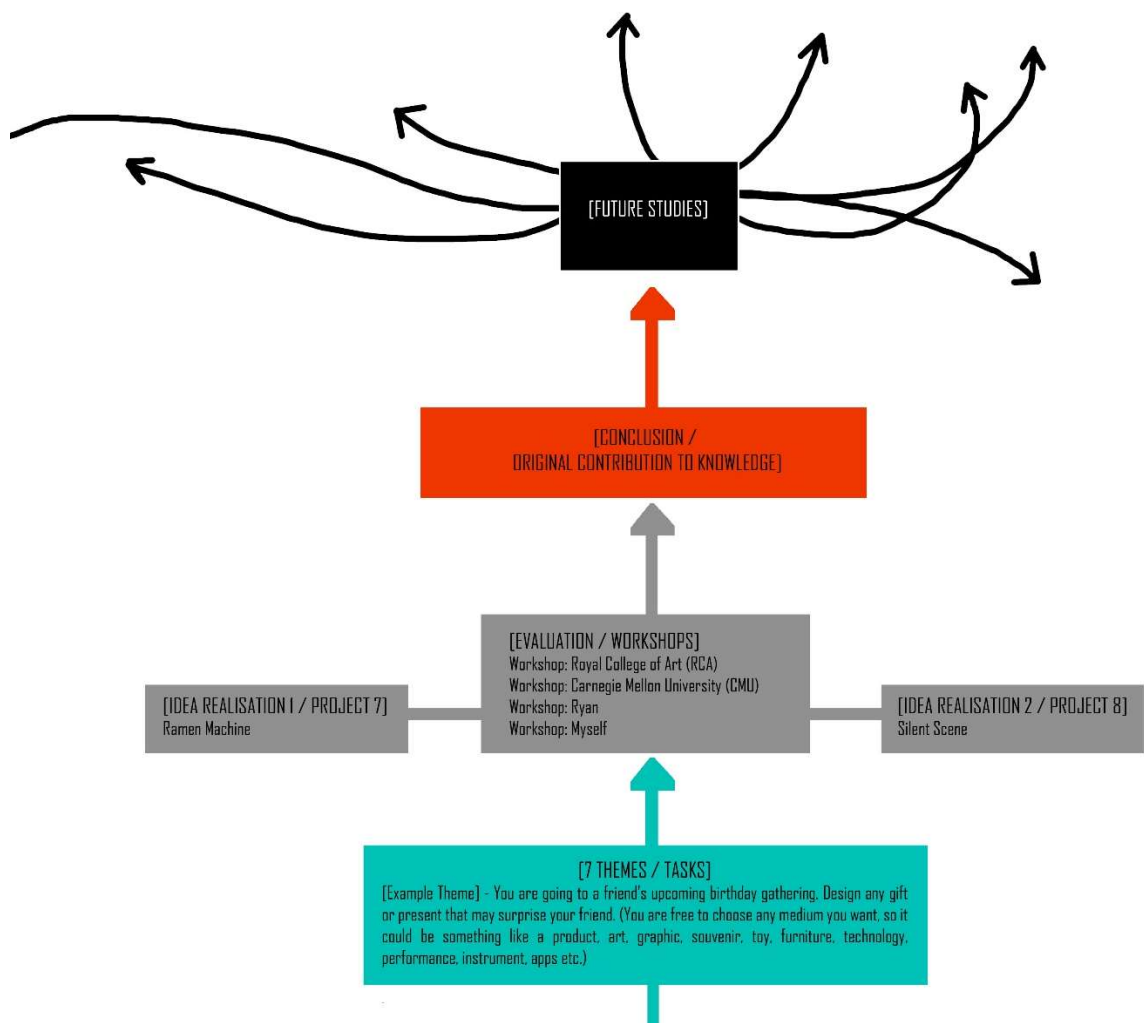 [FUTURE STUDIES]
[CONCLUSION /
ORIGINAL CONTRIBUTION TO KNOWLEDGE]
[EVALUATION / WORKSHOPS]
Workshop: Royal College of Art (RCA)
Workshop: Carnegie Mellon University (CMU)
Workshop: Ryan
Workshop: Myself
[IDEA REALISATION 1 / PROJECT 7]
Ramen Machine
[IDEA REALISATION 2 / PROJECT 8]
Silent Scene
[7 THEMES / TASKS]
[Example Theme] - You are going to a friend's upcoming birthday gathering. Design any gift
or present that may surprise your friend. (You are free to choose any medium you want, so it
could be something like a product, art, graphic, souvenir, toy, furniture, technology,
performance, instrument, apps etc.)